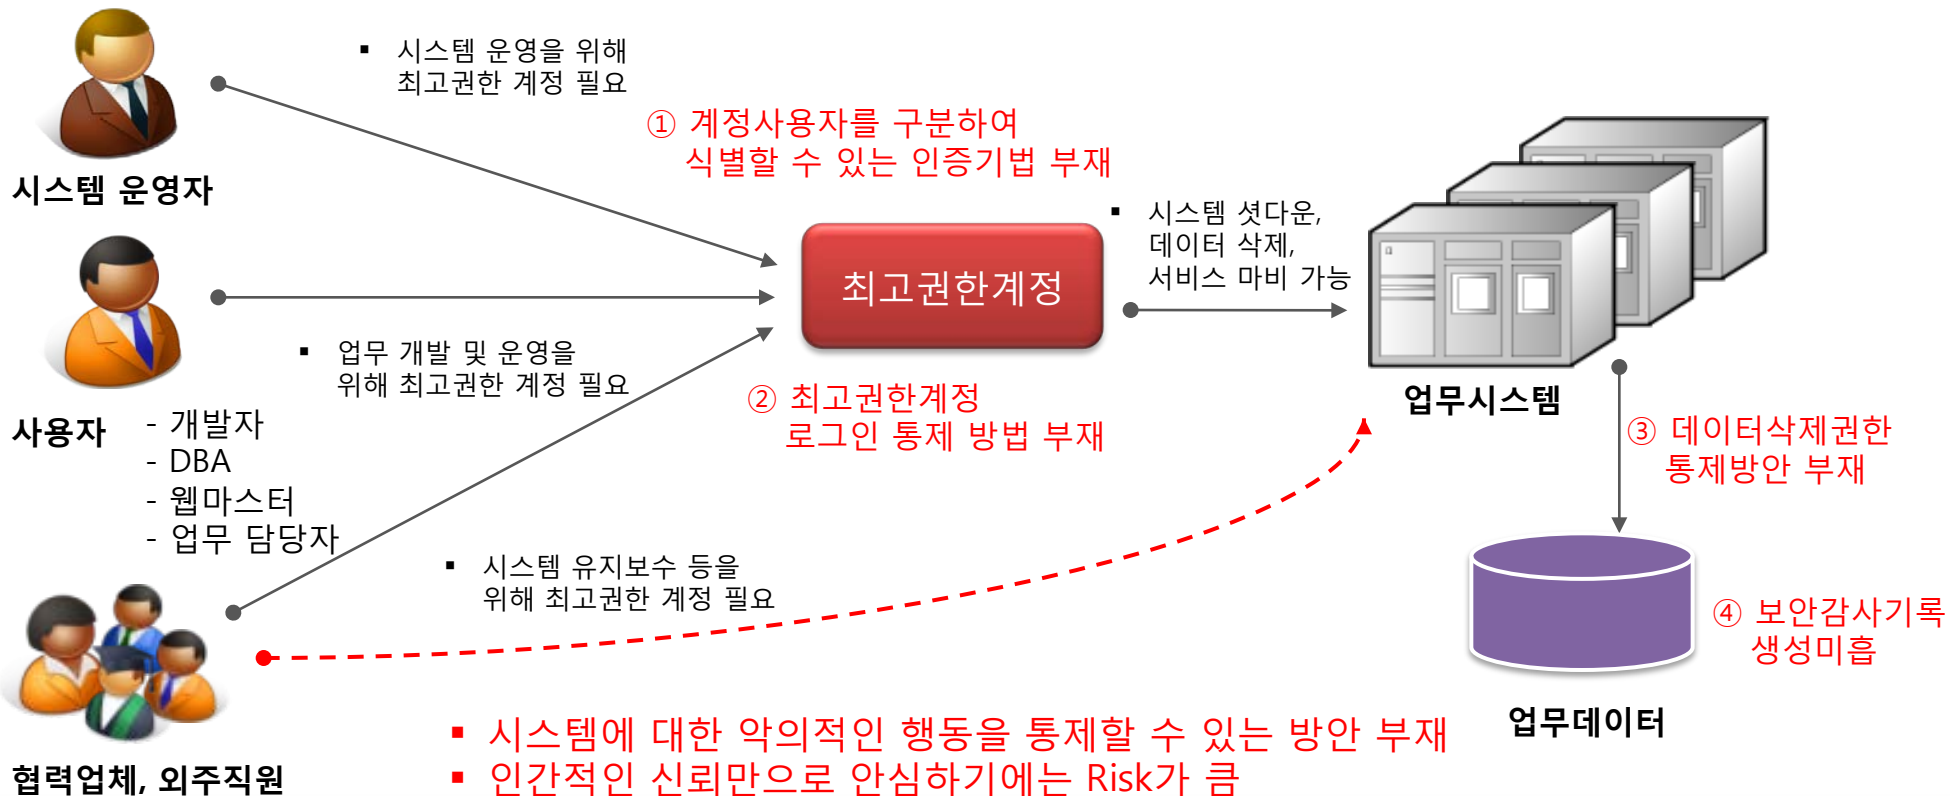 ▪ 시스템 운영을 위해
최고권한 계정 필요
① 계정사용자를 구분하여
식별할 수 있는 인증기법 부재
시스템 운영자
▪ 시스템 셧다운,
데이터 삭제,
서비스 마비 가능
최고권한계정
▪ 업무 개발 및 운영을
위해 최고권한 계정 필요
② 최고권한계정
로그인 통제 방법 부재
업무시스템
사용자
- 개발자
- DBA
- 웹마스터
- 업무 담당자
③ 데이터삭제권한
통제방안 부재
▪ 시스템 유지보수 등을
위해 최고권한 계정 필요
④ 보안감사기록
생성미흡
업무데이터
협력업체, 외주직원
▪ 시스템에 대한 악의적인 행동을 통제할 수 있는 방안 부재
▪ 인간적인 신뢰만으로 안심하기에는 Risk가 큼